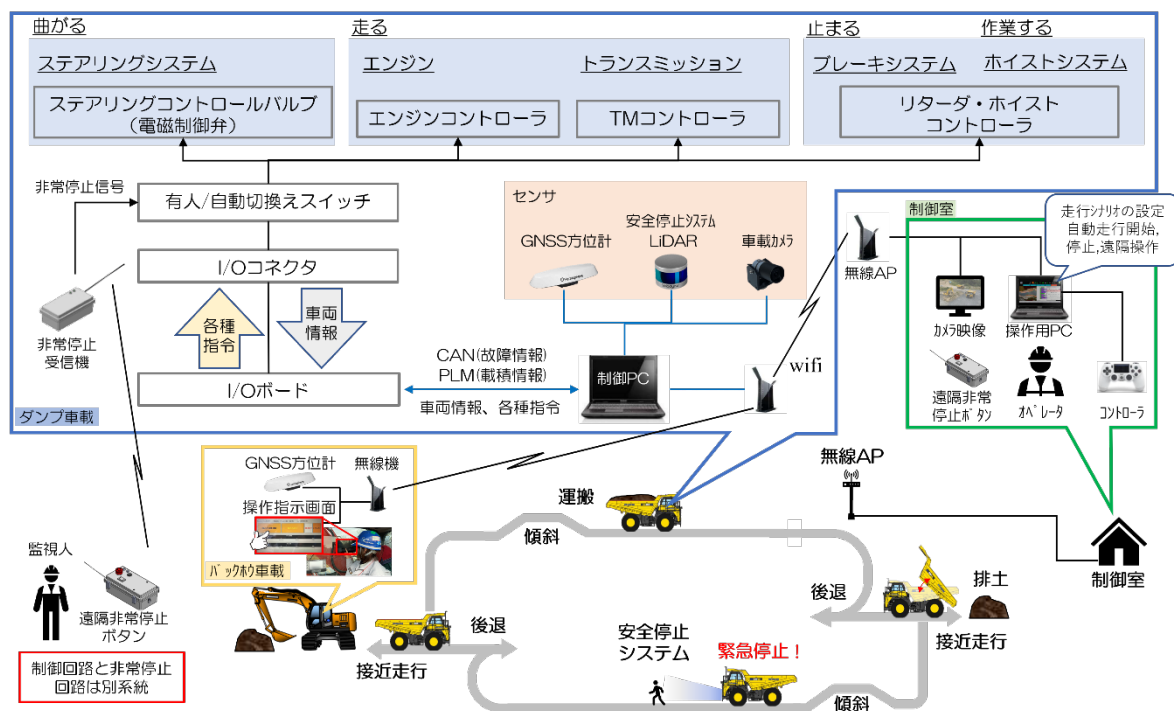 曲がる
走る
止まる
作業する
ステアリングシステム
エンジン
トランスミッション
ブレーキシステム
ホイストシステム
ステアリングコントロールバルブ
（電磁制御弁）
エンジンコントローラ
TMコントローラ
リターダ・ホイスト
コントローラ
非常停止信号
有人/自動切換えスイッチ
I/Oコネクタ
各種
指令
車両
情報
I/Oボード
非常停止
受信機
ダンプ車載
センサ
GNSS方位計
安全停止ｼｽﾃﾑ
LiDAR
車載ｶﾒﾗ
CAN(故障情報)
PLM(載積情報)
車両情報、各種指令
制御PC
wifi
無線AP
制御室
走行ｼﾅﾘｵの設定
自動走行開始,
停止,遠隔操作
ｶﾒﾗ映像
操作用PC
遠隔非常
停止ﾎﾞﾀﾝ
ｵﾍﾟﾚｰﾀ
ｺﾝﾄﾛｰﾗ
GNSS方位計
無線機
操作指示画面
ﾊﾞｯｸﾎｳ車載
監視人
遠隔非常停止
ボタン
制御回路と非常停止
回路は別系統
運搬
傾斜
無線AP
制御室
後退
排土
接近走行
後退
接近走行
安全停止
システム
緊急停止！
傾斜